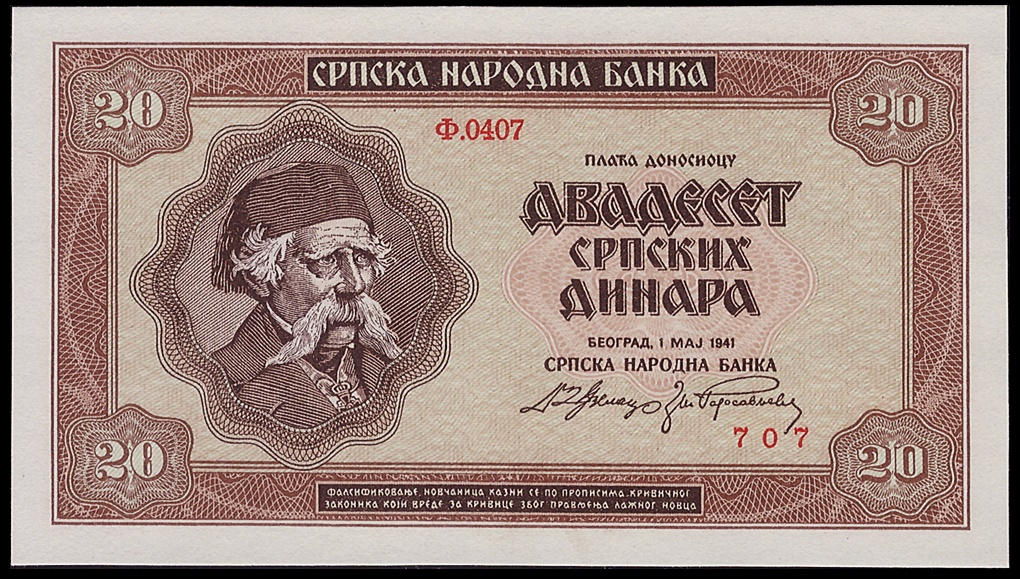 СРПСКА НАРОДНА БАНКА
20
20
Ф.0407
ПЛАЋА ДОНОСИОЦУ
ДВАДЕСЕТ
СРПСКИХ
ДИНАРА
БЕОГРАД, 1 МАЈ 1941
СРПСКА НАРОДНА БАНКА
707
20
20
ФАЛСИФИКОВАЊЕ НОВЧАНИЦА КАЗНИ СЕ ПО ПРОПИСИМА КРИВИЧНОГ
ЗАКОНИКА КОЈИ ВРЕДЕ ЗА КРИВИЦЕ ЗБОГ ПРАВЉЕЊА ЛАЖНОГ НОВЦА